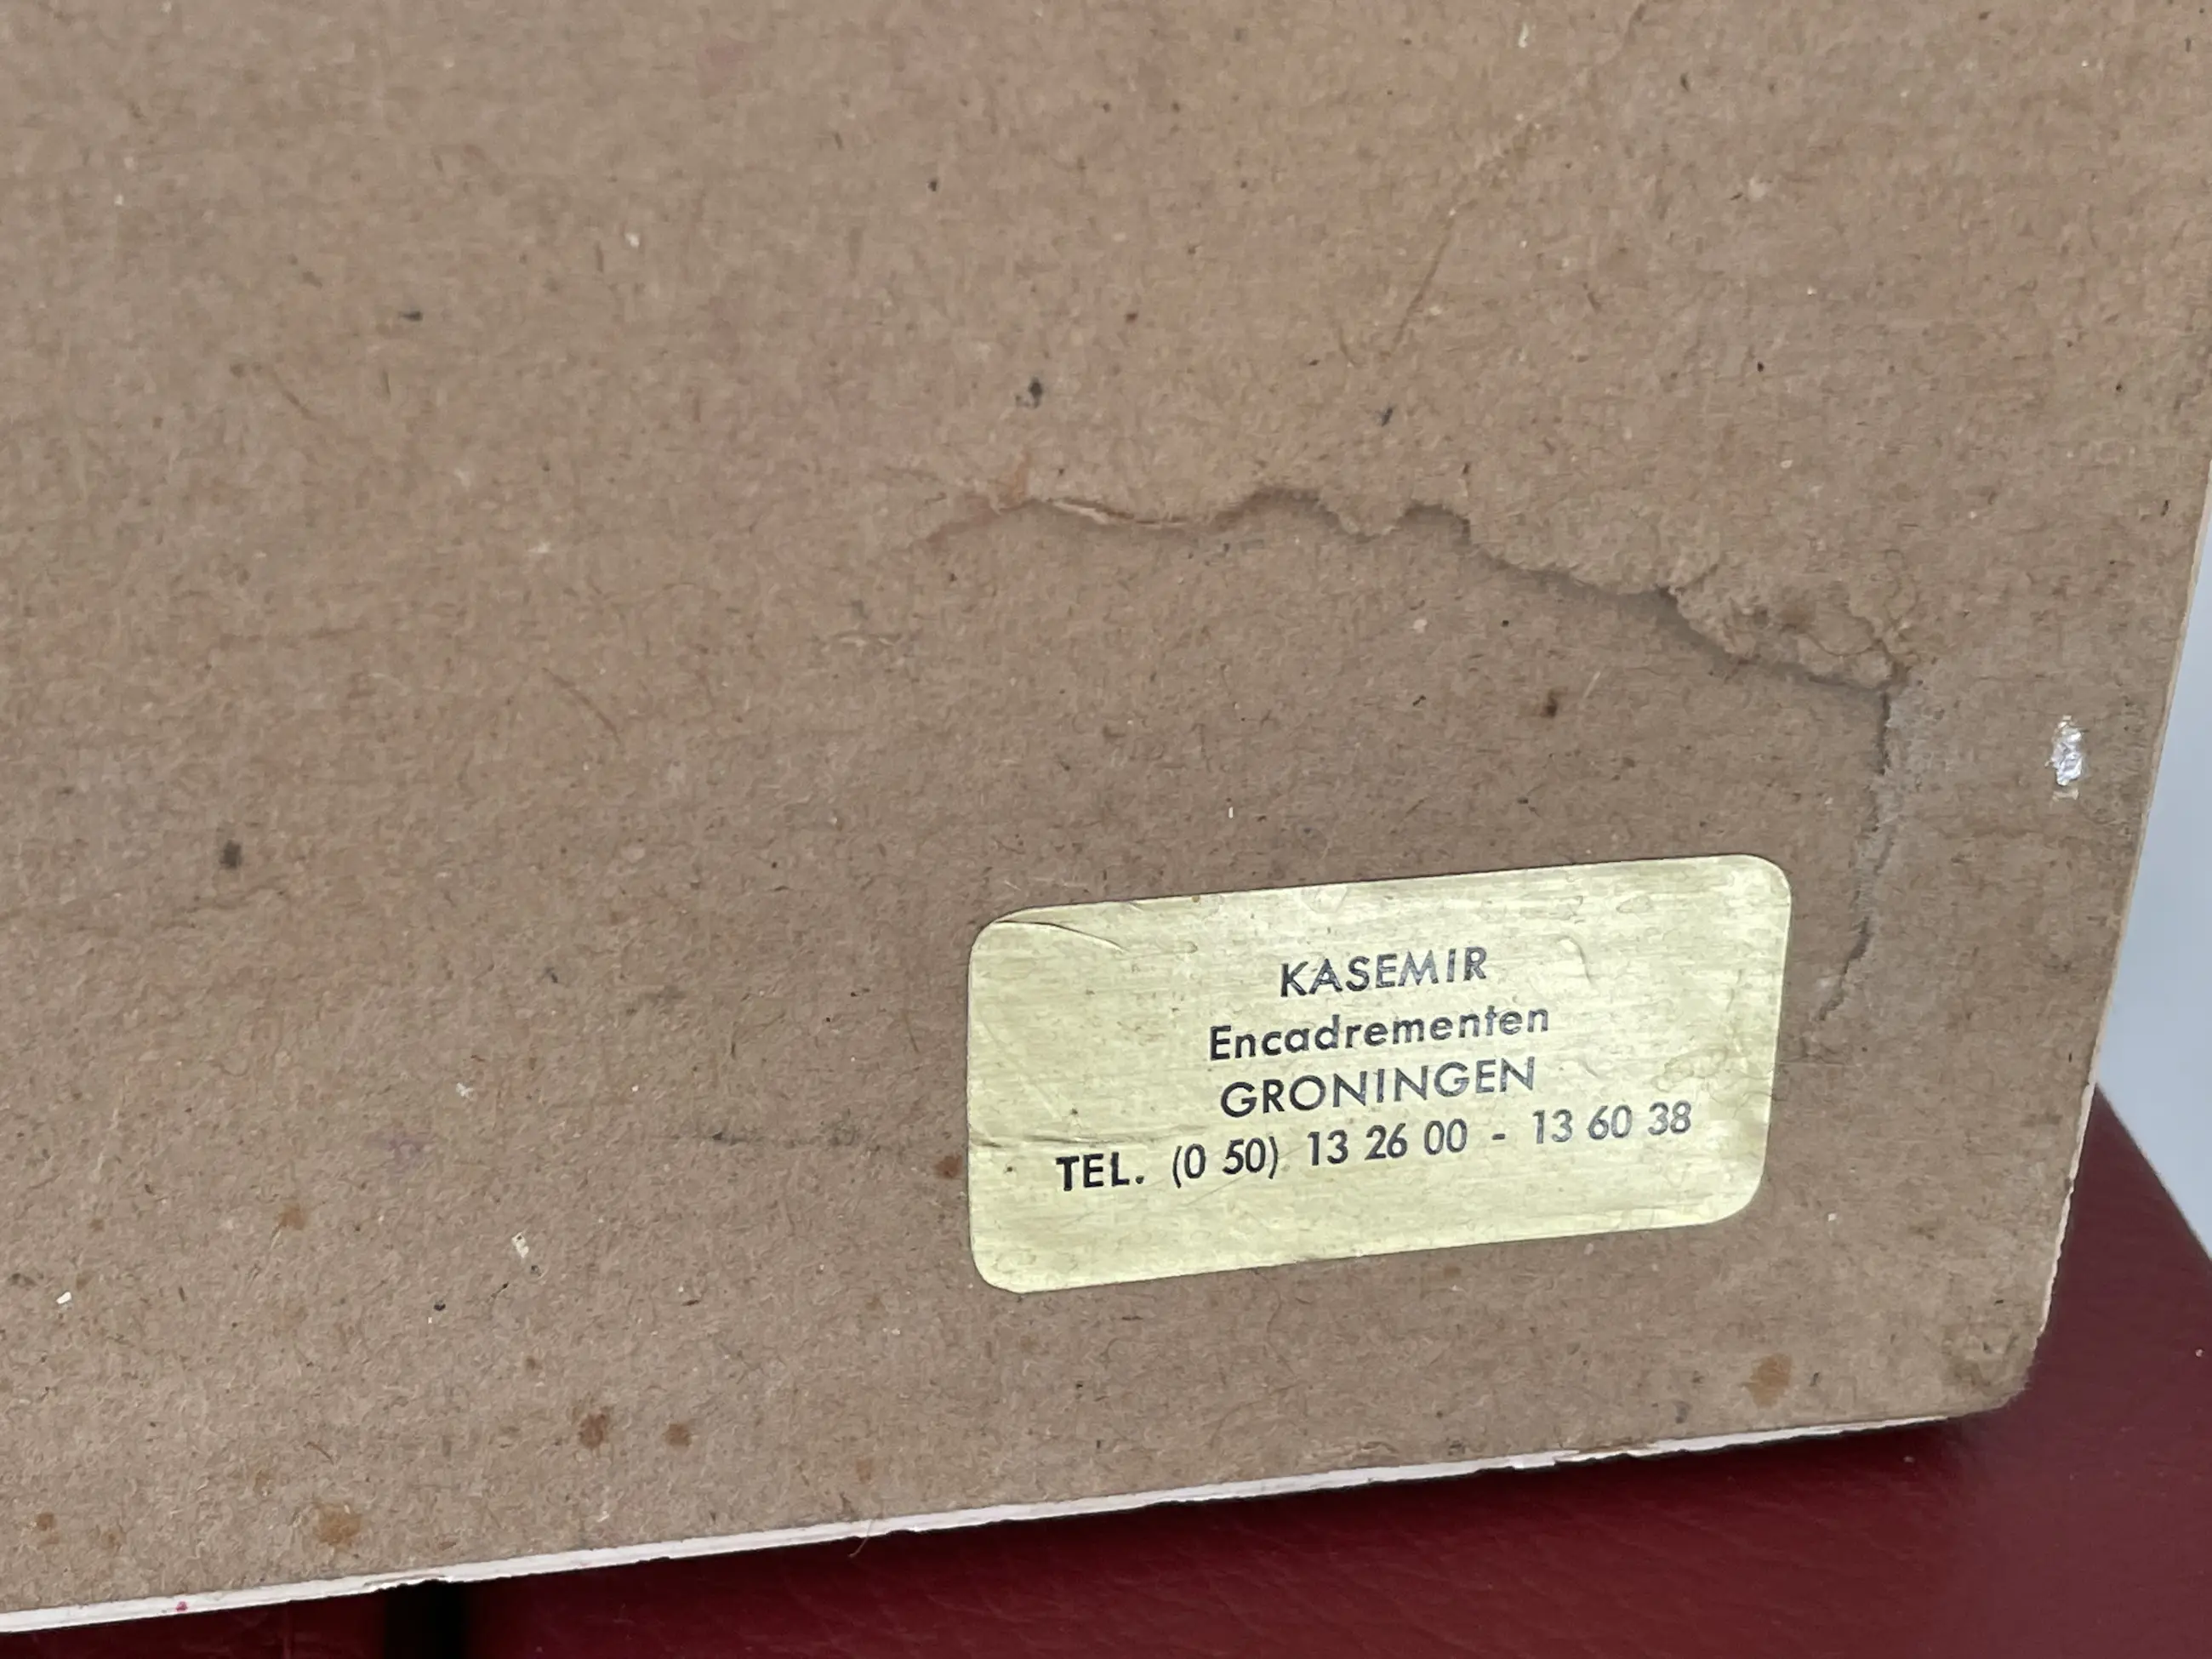 KASEMIR
Encadrementen
GRONINGEN
TEL. (0 50) 13 26 00 - 13 60 38